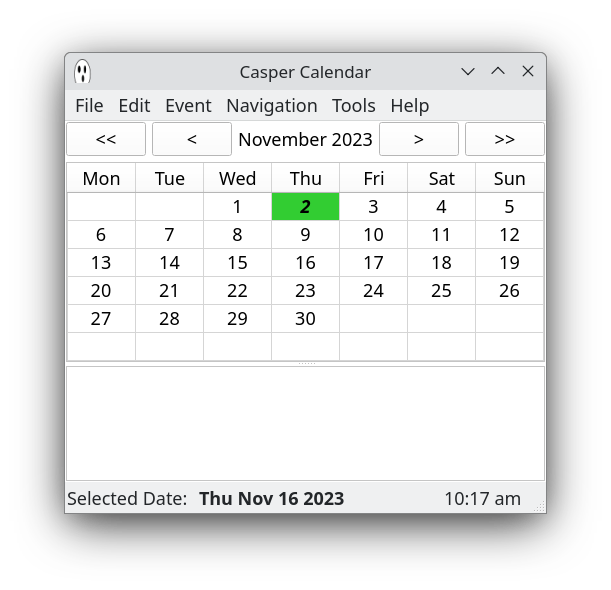 Casper Calendar
File Edit Event Navigation Tools Help
<< < November 2023 > >>
Mon Tue Wed Thu Fri Sat Sun
1 2 3 4 5
6 7 8 9 10 11 12
13 14 15 16 17 18 19
20 21 22 23 24 25 26
27 28 29 30
Selected Date: Thu Nov 16 2023 10:17 am